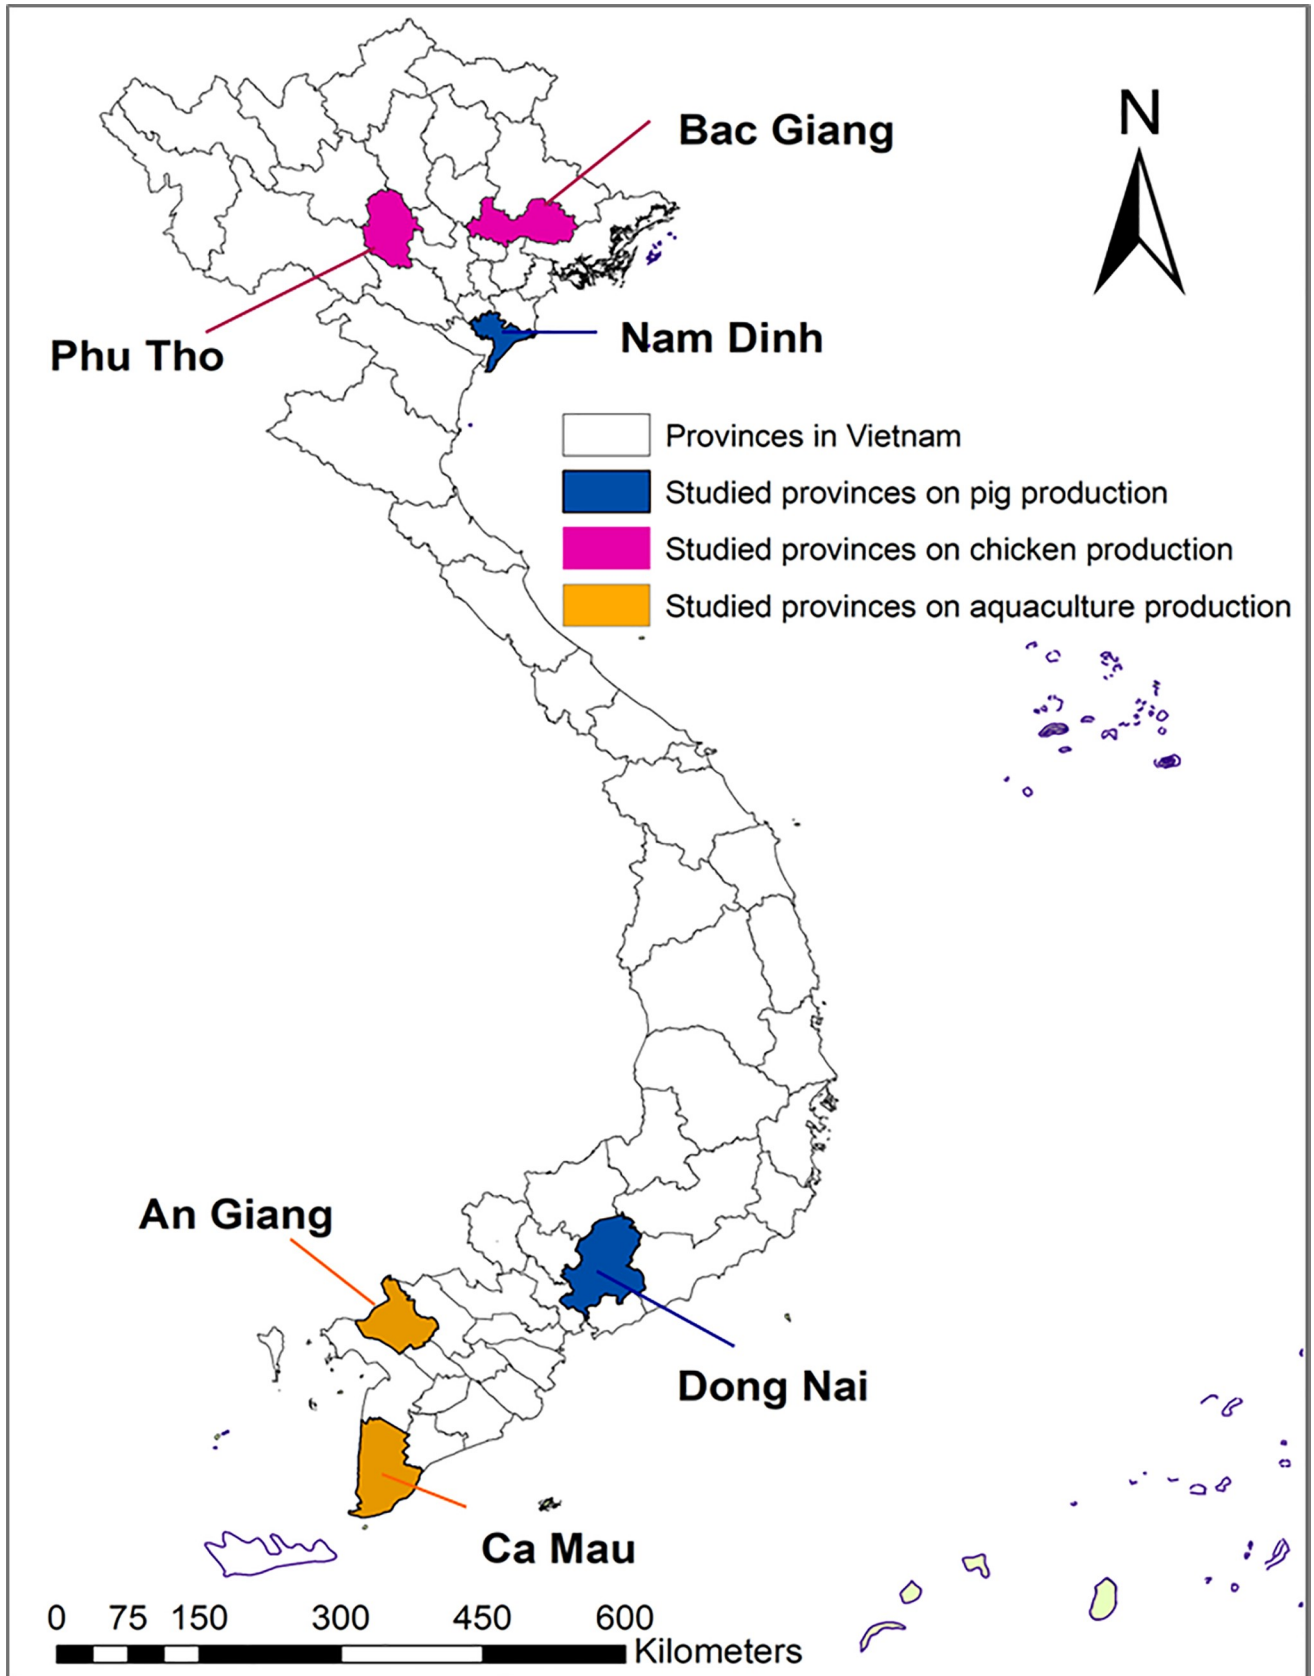 N
Bac Giang
Phu Tho
Nam Dinh
Provinces in Vietnam
Studied provinces on pig production
Studied provinces on chicken production
Studied provinces on aquaculture production
An Giang
Dong Nai
Ca Mau
0 75 150 300 450 600
Kilometers